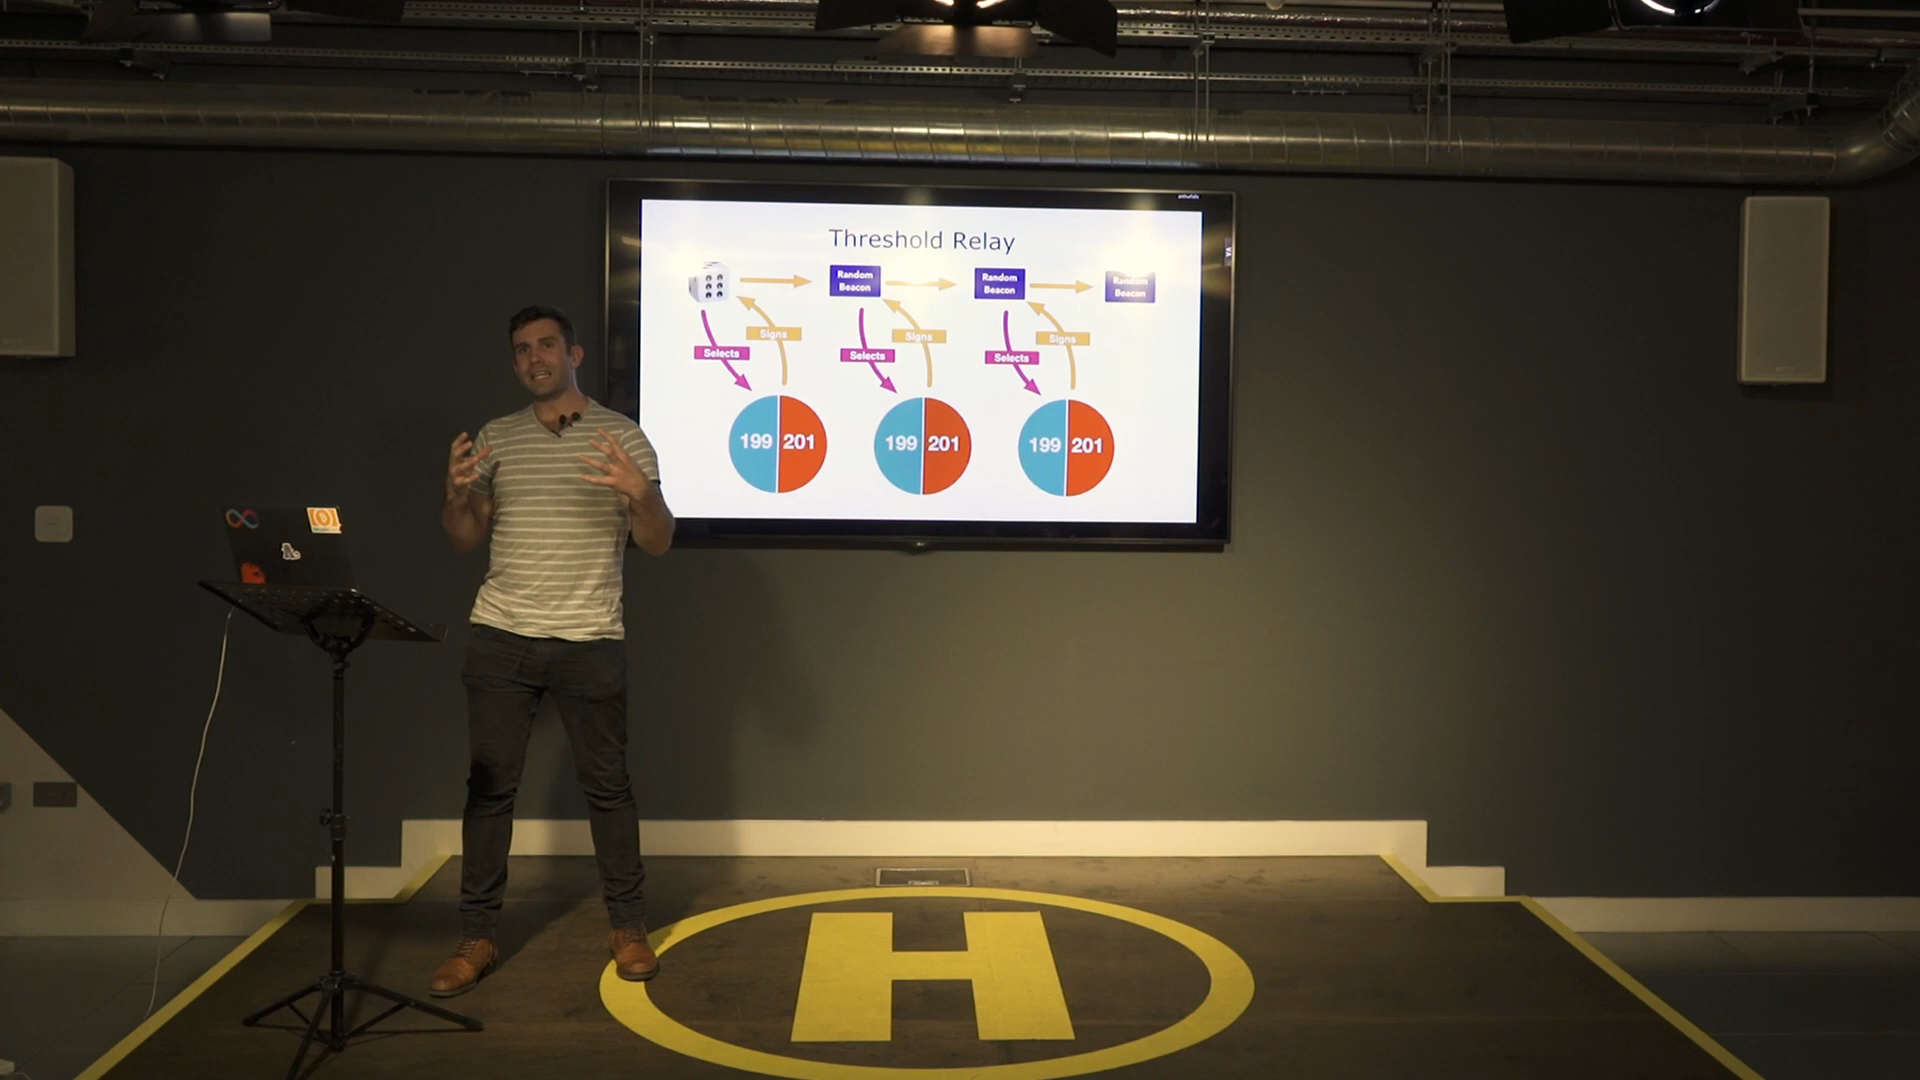 Threshold Relay
Random
Beacon
Random
Beacon
Random
Beacon
Signs
Signs
Signs
Selects
Selects
Selects
199 201
199 201
199 201
H